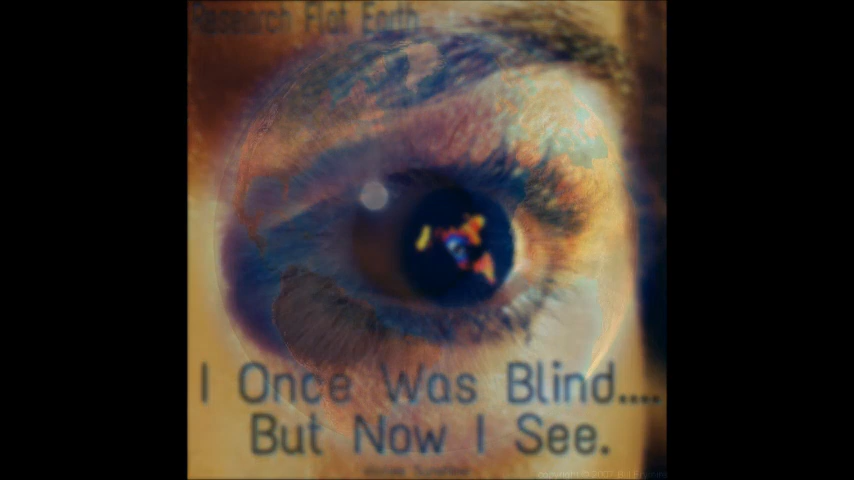 Research Flat Earth
I Once Was Blind....
But Now I See.